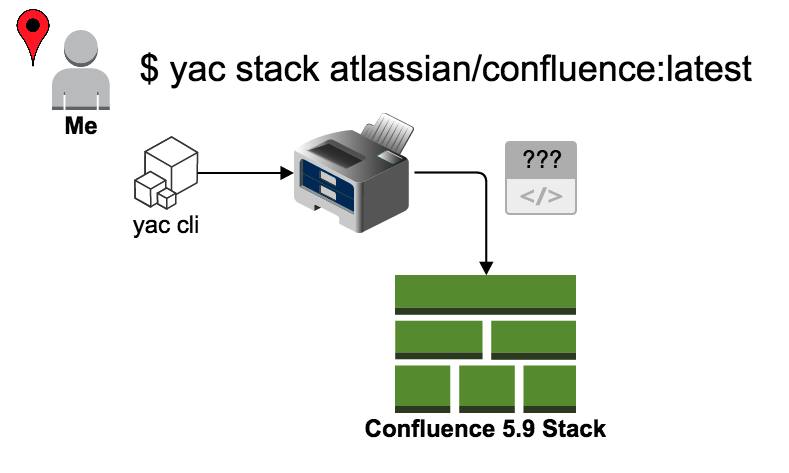 $ yac stack atlassian/confluence:latest
Me
yac cli
???
</>
Confluence 5.9 Stack